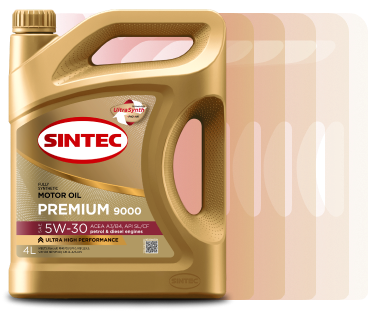 UltraSynth
SINTEC
FULLY
SYNTHETIC
MOTOR OIL
PREMIUM 9000
SAE 5W-30 ACEA A3/B4, API SL/CF
petrol & diesel engines
ULTRA HIGH PERFORMANCE
4L